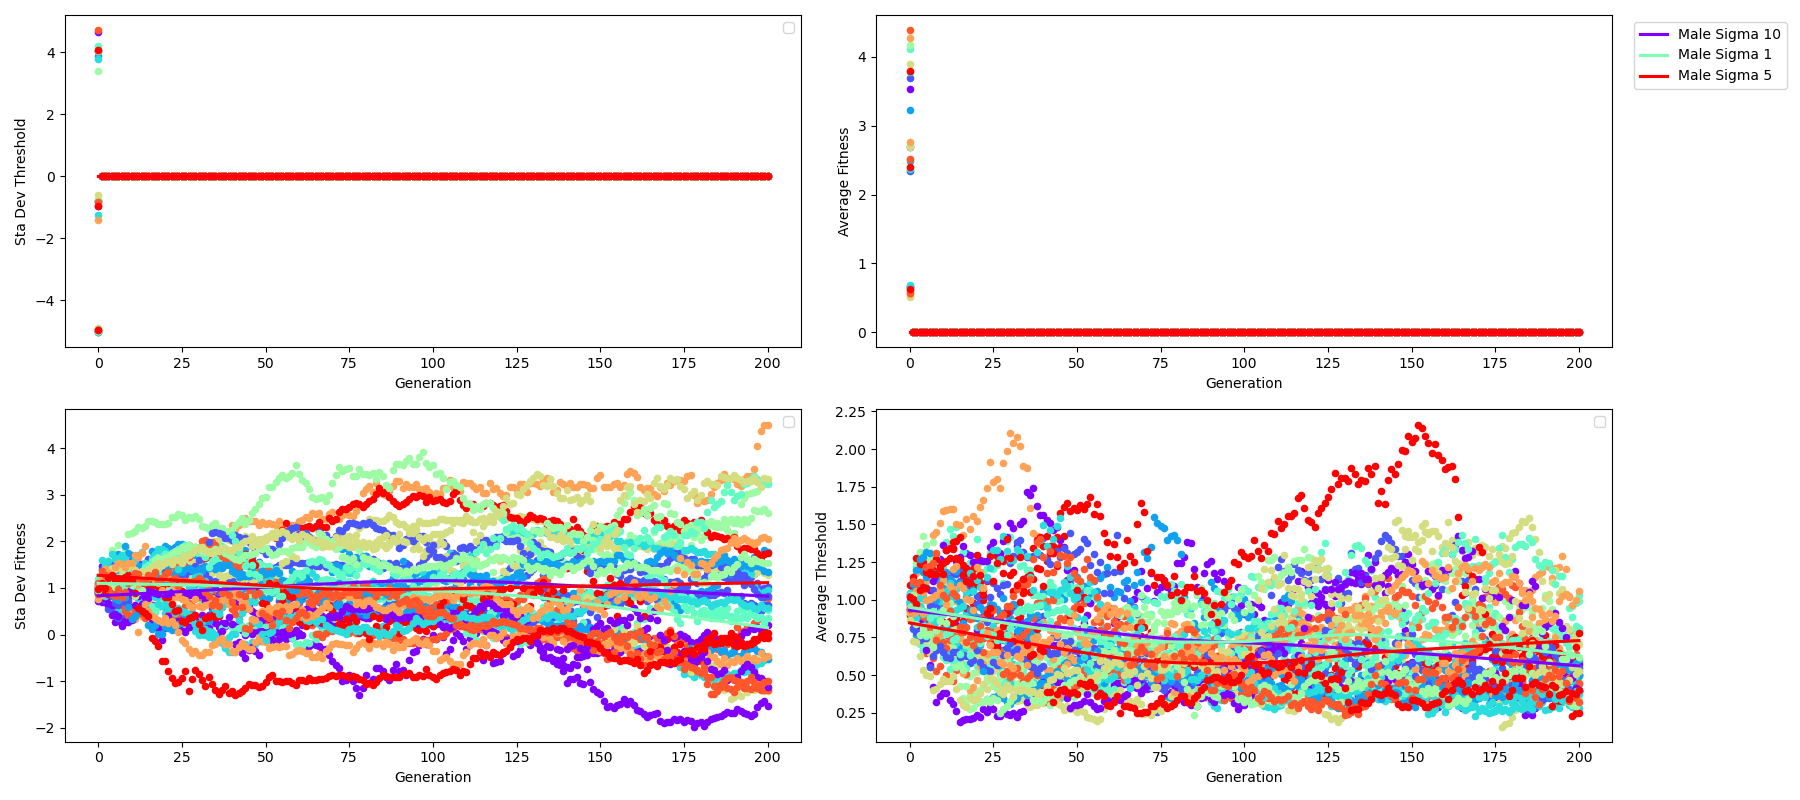 Sta Dev Threshold
4
2
0
−2
−4
0 25 50 75 100 125 150 175 200
Generation
Average Fitness
4
3
2
1
0
0 25 50 75 100 125 150 175 200
Generation
Male Sigma 10
Male Sigma 1
Male Sigma 5
Sta Dev Fitness
4
3
2
1
0
−1
−2
0 25 50 75 100 125 150 175 200
Generation
Average Threshold
2.25
2.00
1.75
1.50
1.25
1.00
0.75
0.50
0.25
0 25 50 75 100 125 150 175 200
Generation